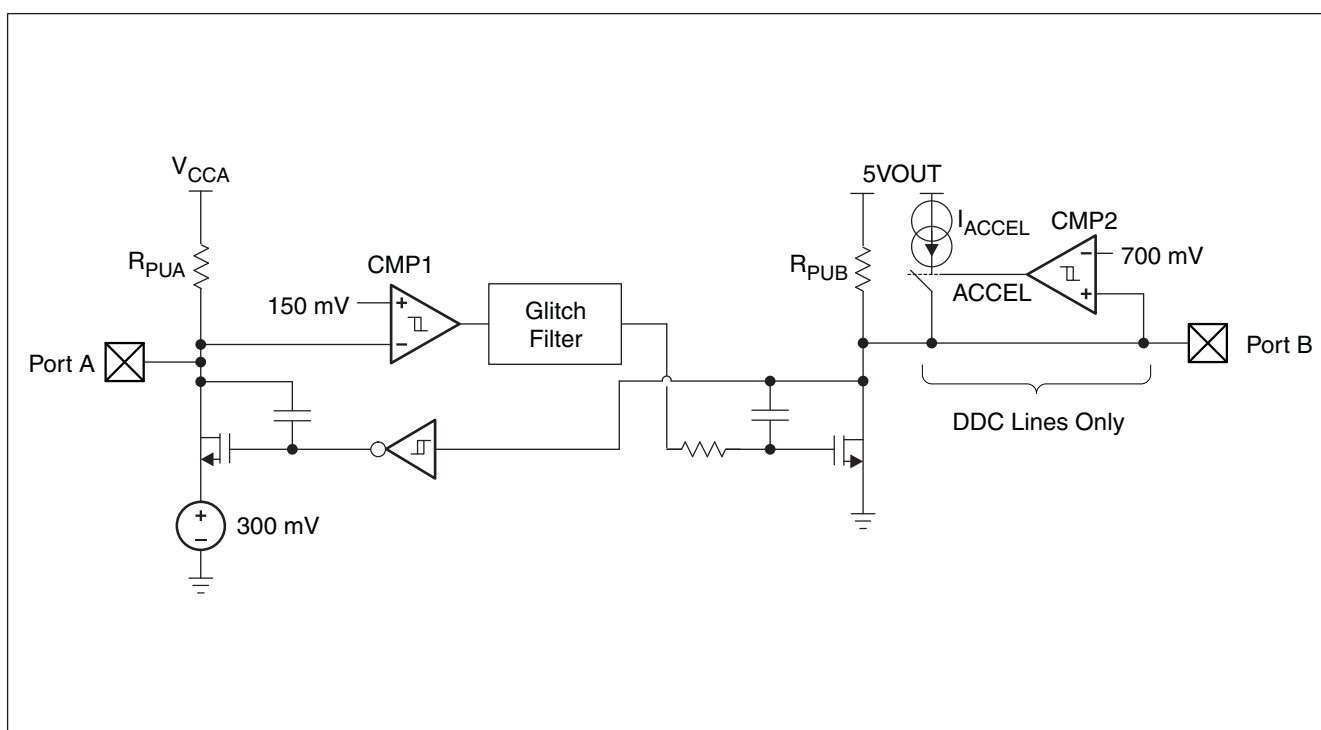 VCCA
5VOUT
IACCEL
CMP2
RPUA
CMP1
RPUB
700 mV
150 mV
+
−
−
+
Glitch
Filter
ACCEL
Port A
Port B
DDC Lines Only
+
−
300 mV